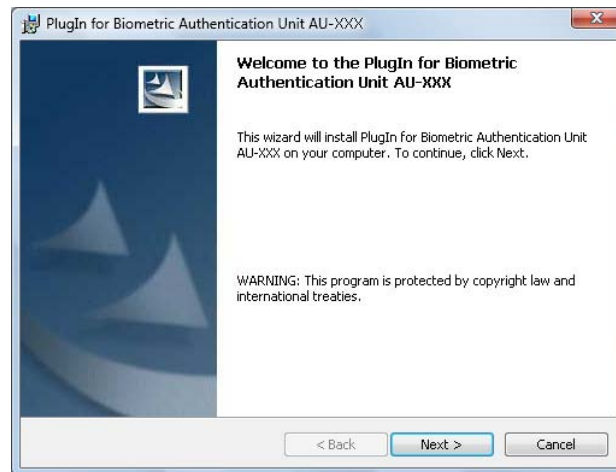 PlugIn for Biometric Authentication Unit AU-XXX
Welcome to the PlugIn for Biometric
Authentication Unit AU-XXX
This wizard will install PlugIn for Biometric Authentication Unit
AU-XXX on your computer. To continue, click Next.
WARNING: This program is protected by copyright law and
international treaties.
< Back
Next >
Cancel